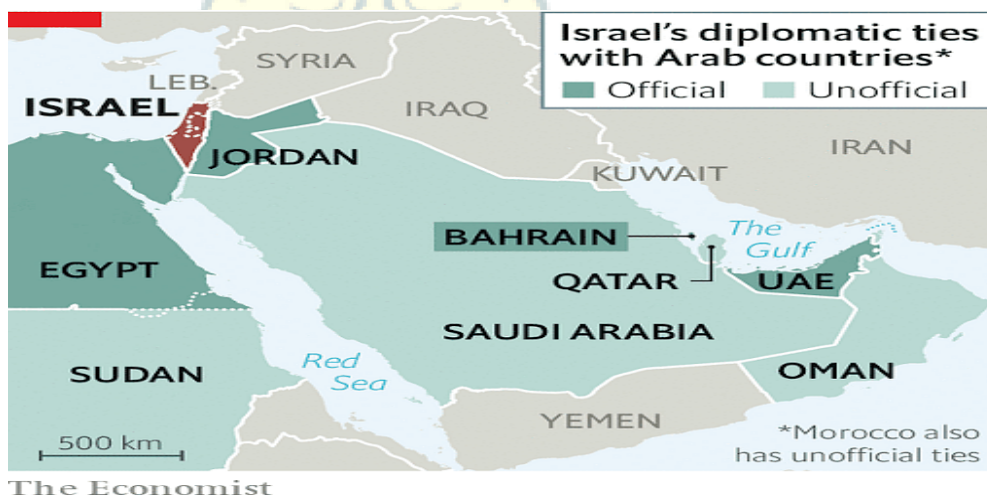 Israel's diplomatic ties
with Arab countries*
Official Unofficial
SYRIA
LEB.
ISRAEL
IRAQ
JORDAN
IRAN
KUWAIT
BAHRAIN
The
Gulf
EGYPT
QATAR
UAE
SAUDI ARABIA
SUDAN
Red
Sea
OMAN
YEMEN
500 km
*Morocco also
has unofficial ties
The Economist